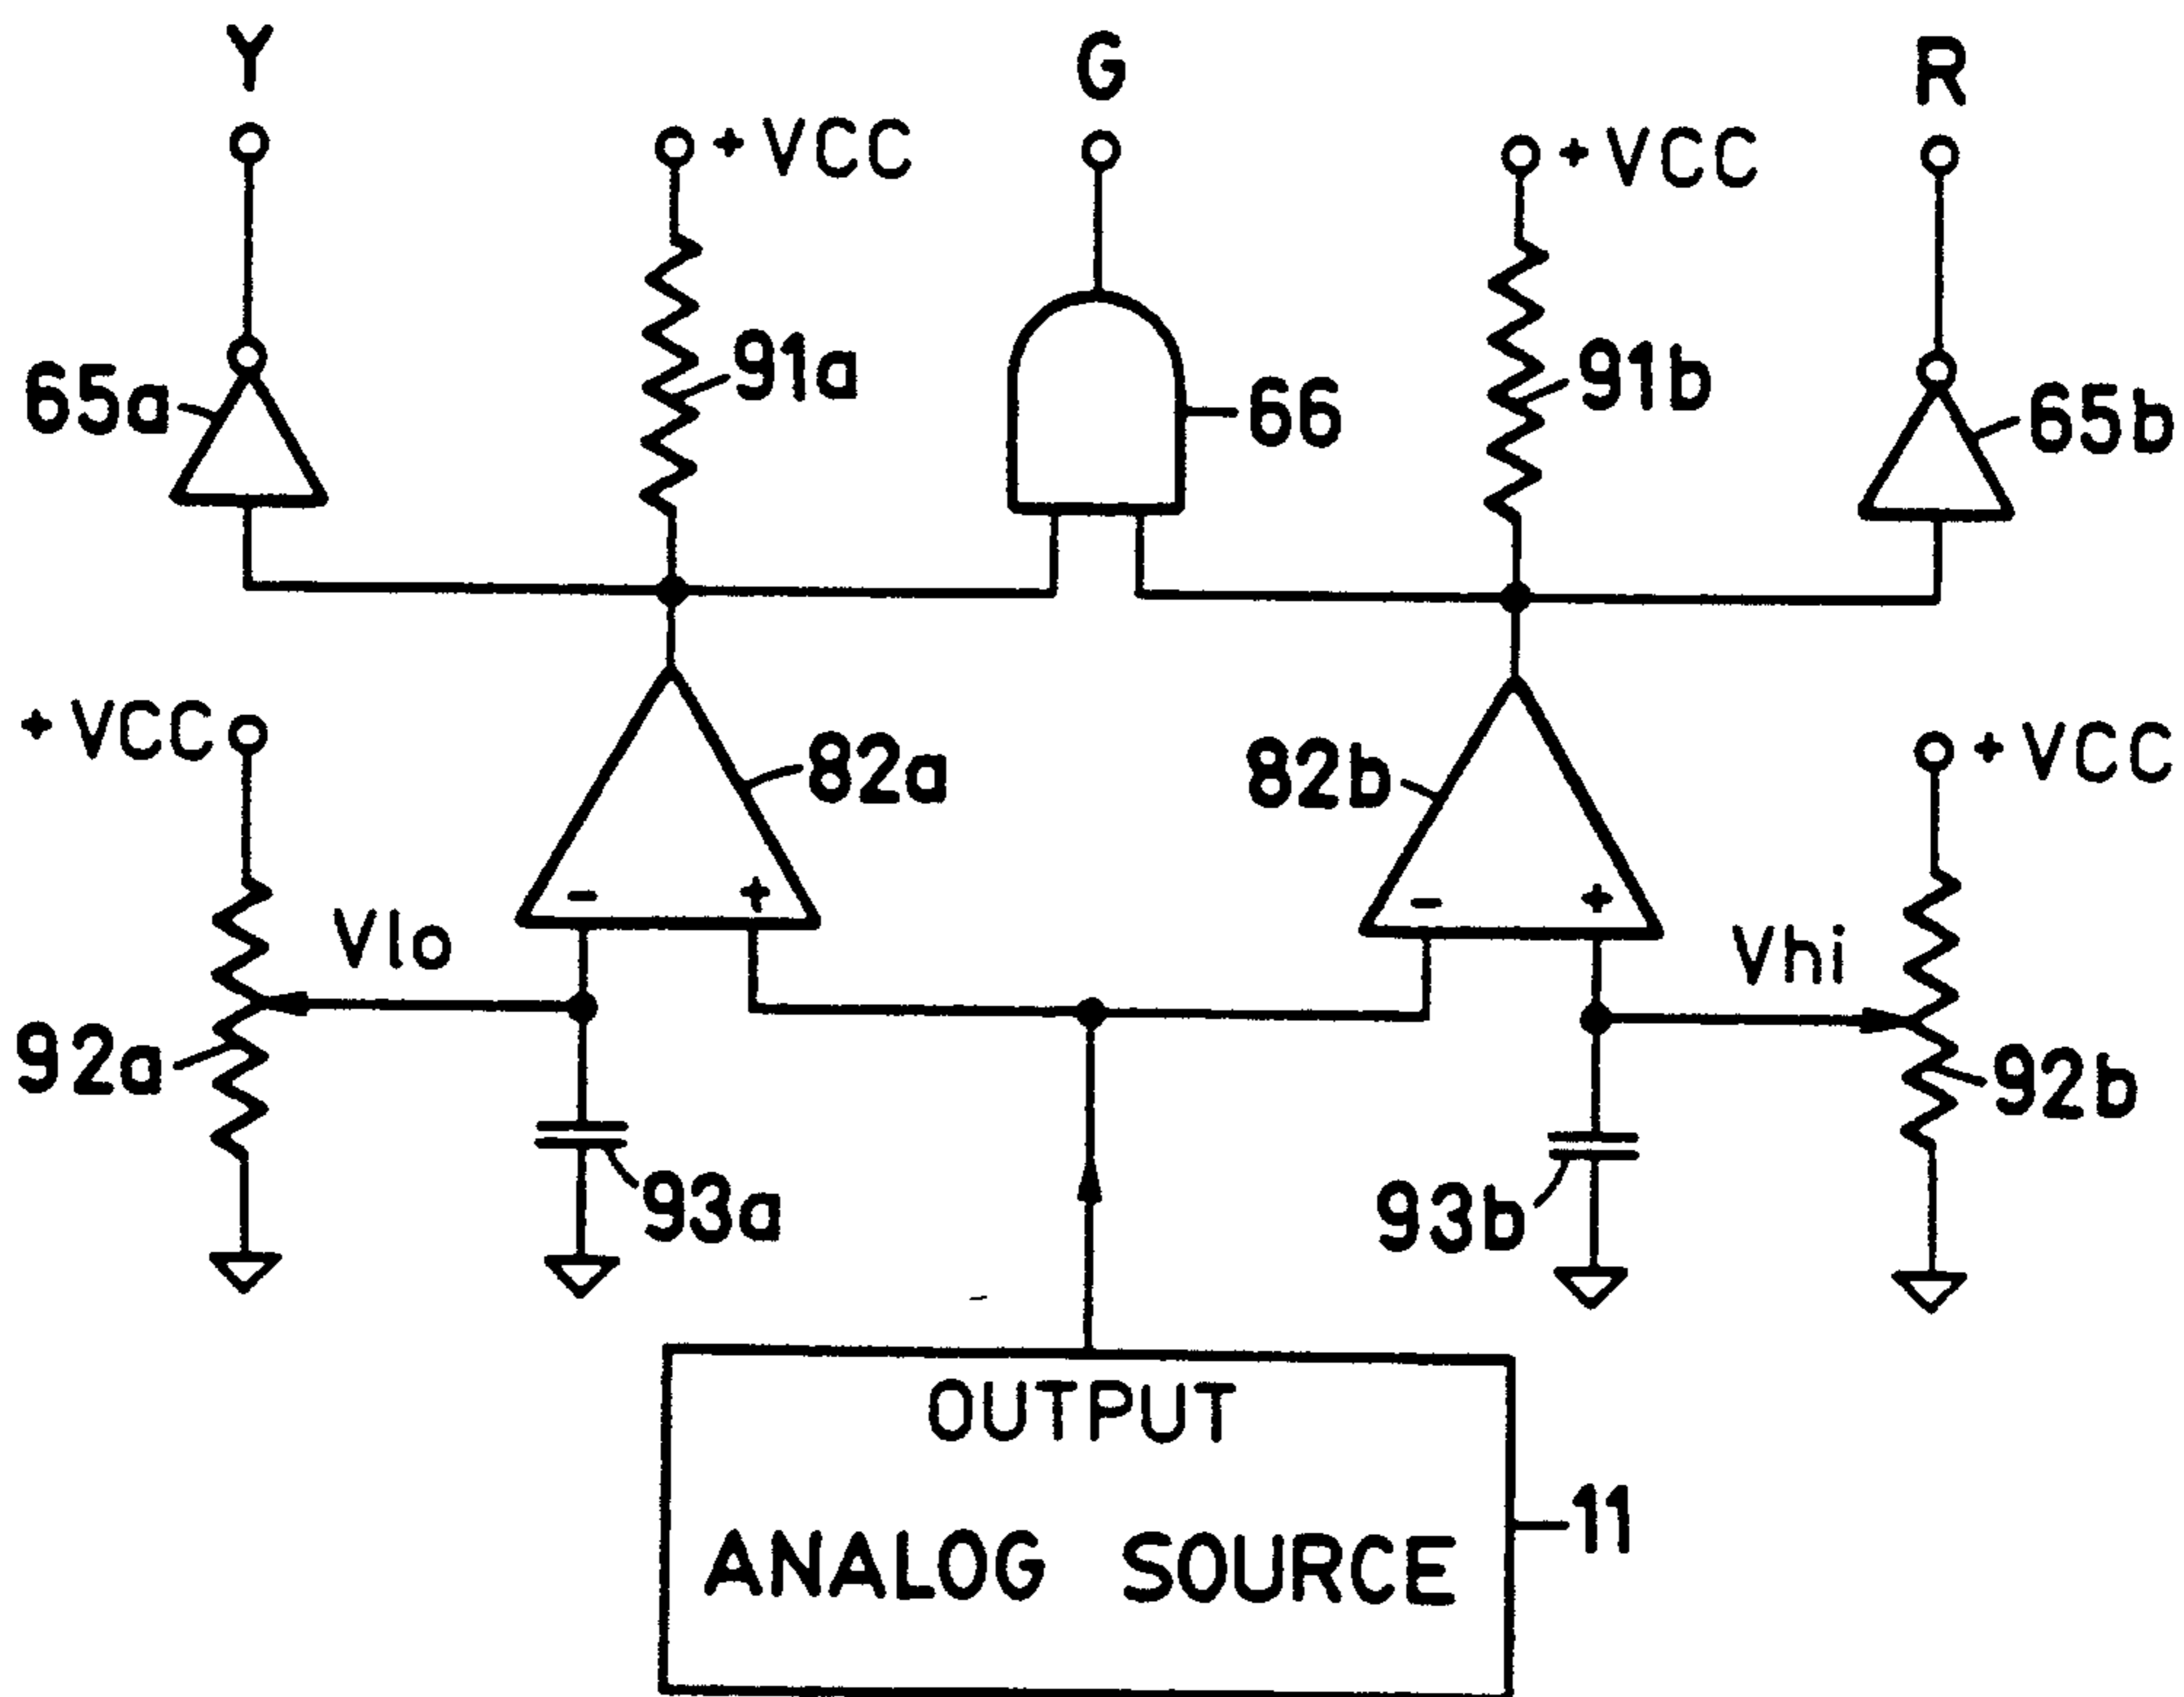 Y G R
+VCC +VCC
65a 91a 66 91b 65b
+VCC 82a 82b +VCC
- + - +
Vlo Vhi
92a 92b
93a 93b
OUTPUT
ANALOG SOURCE 11